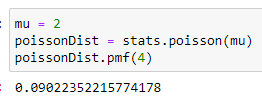 mu = 2
poissonDist = stats.poisson(mu)
poissonDist.pmf(4)
0.09022352215774178